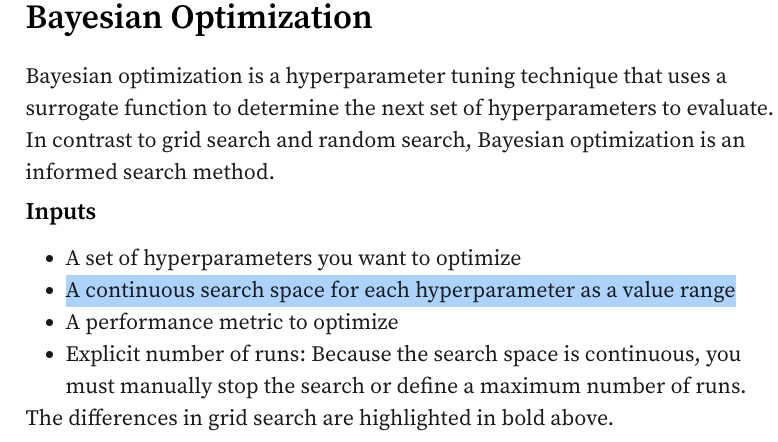 Bayesian Optimization
Bayesian optimization is a hyperparameter tuning technique that uses a
surrogate function to determine the next set of hyperparameters to evaluate.
In contrast to grid search and random search, Bayesian optimization is an
informed search method.
Inputs
• A set of hyperparameters you want to optimize
• A continuous search space for each hyperparameter as a value range
• A performance metric to optimize
• Explicit number of runs: Because the search space is continuous, you
must manually stop the search or define a maximum number of runs.
The differences in grid search are highlighted in bold above.